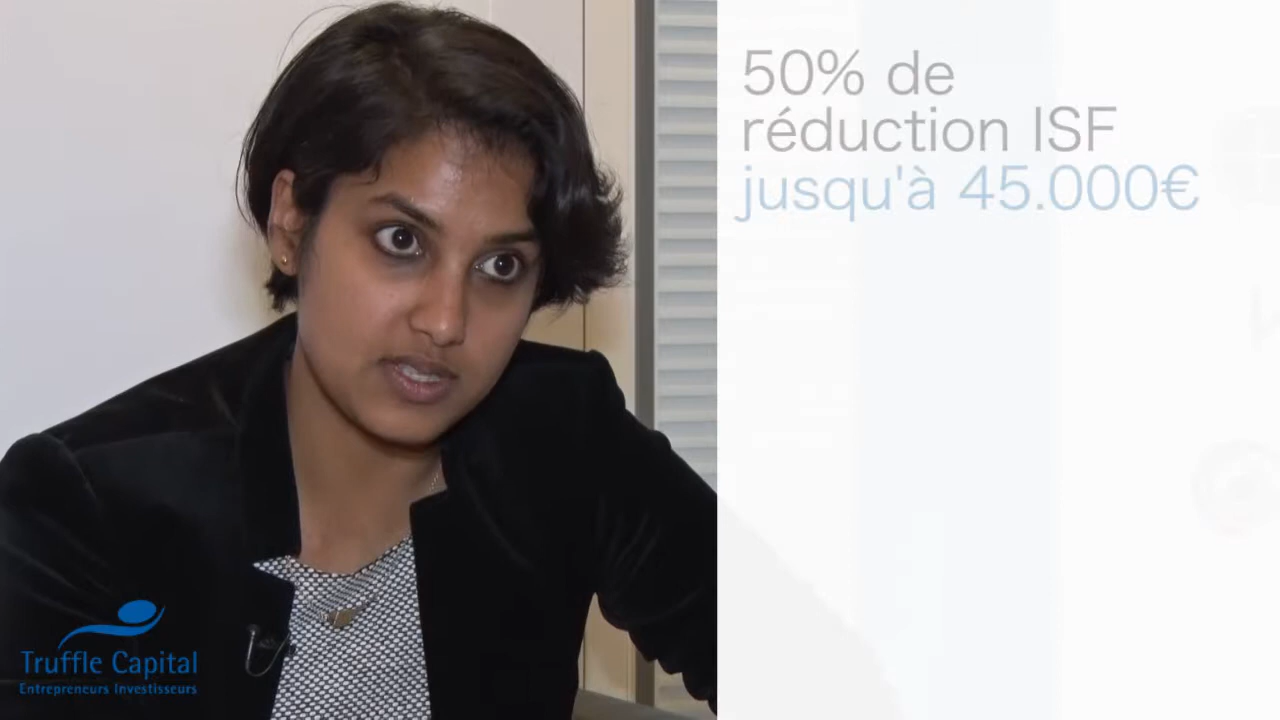 50% de
réduction ISF
jusqu'à 45.000€
Truffle Capital
Entrepreneurs Investisseurs